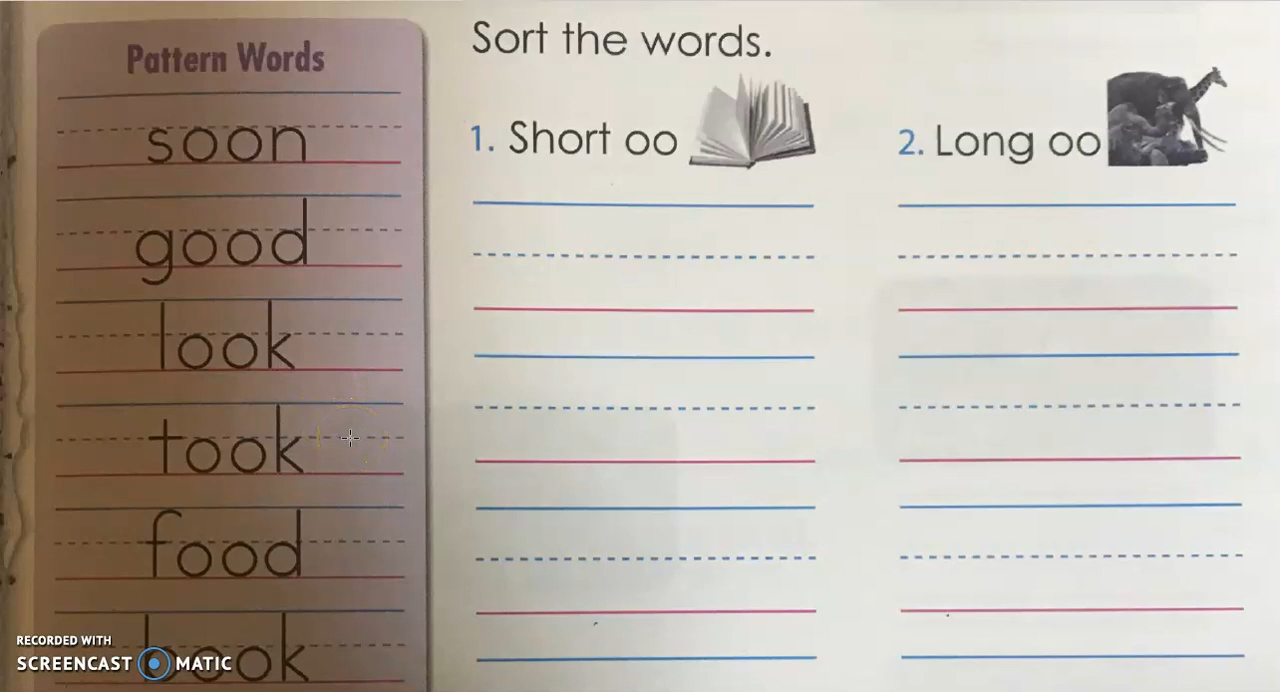 Pattern Words
soon
good
look
took
food
book
Sort the words.
1. Short oo
2. Long oo
RECORDED WITH
SCREENCAST MATIC